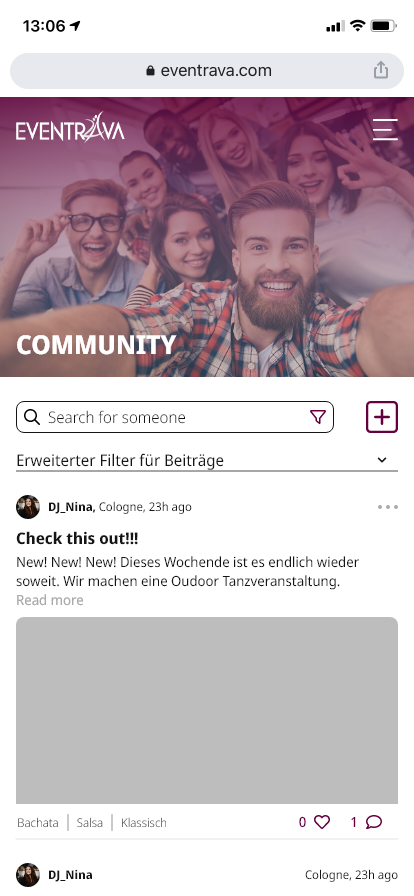 13:06
eventrava.com
EVENTRAVA
COMMUNITY
Search for someone
Erweiterter Filter für Beiträge
DJ_Nina, Cologne, 23h ago
Check this out!!!
New! New! New! Dieses Wochende ist es endlich wieder
soweit. Wir machen eine Oudoor Tanzveranstaltung.
Read more
Bachata | Salsa | Klassisch 0 1
DJ_Nina Cologne, 23h ago